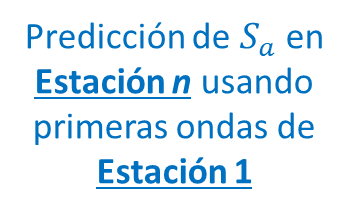 Predicción de Sₐ en
Estación n usando
primeras ondas de
Estación 1